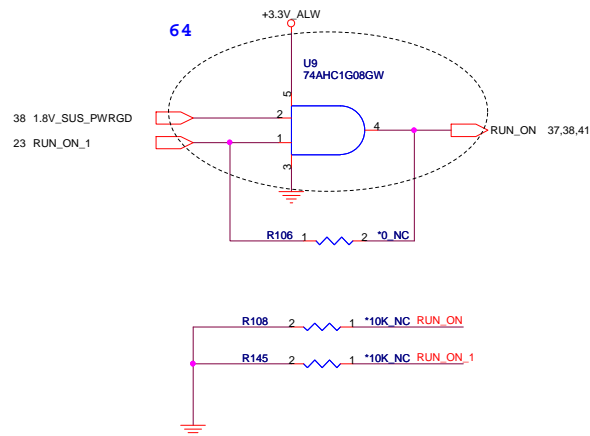 +3.3V_ALW
64
U9
74AHC1G08GW
5
38 1.8V_SUS_PWRGD
2
4
RUN_ON 37,38,41
23 RUN_ON_1
1
3
R106 1 2 *0_NC
R108 2 1 *10K_NC RUN_ON
R145 2 1 *10K_NC RUN_ON_1